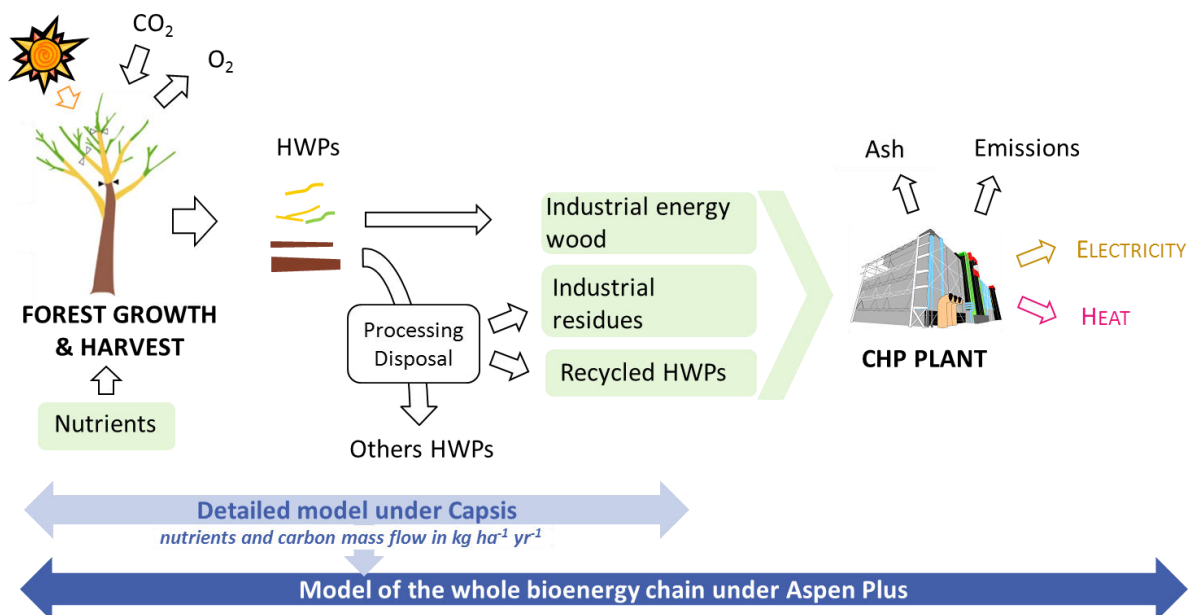 CO₂
O₂
HWPs
FOREST GROWTH
& HARVEST
Nutrients
Processing
Disposal
Others HWPs
Industrial energy
wood
Industrial
residues
Recycled HWPs
Ash
Emissions
ELECTRICITY
HEAT
CHP PLANT
Detailed model under Capsis
nutrients and carbon mass flow in kg ha⁻¹ yr⁻¹
Model of the whole bioenergy chain under Aspen Plus